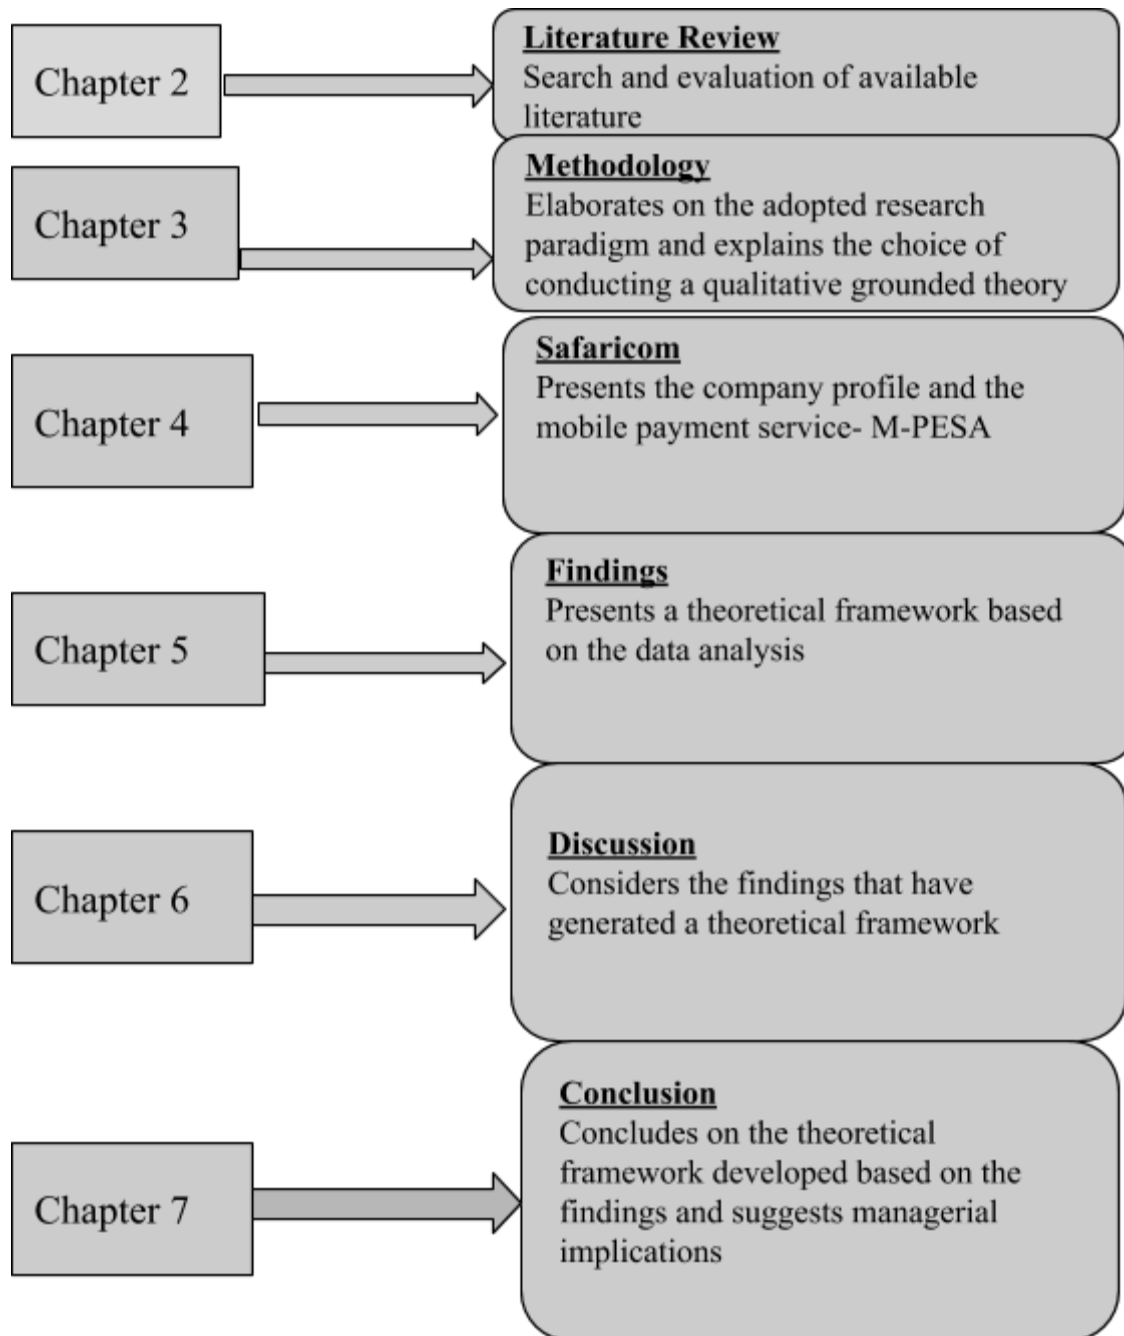 Chapter 2
Literature Review
Search and evaluation of available
literature
Chapter 3
Methodology
Elaborates on the adopted research
paradigm and explains the choice of
conducting a qualitative grounded theory
Chapter 4
Safaricom
Presents the company profile and the
mobile payment service- M-PESA
Chapter 5
Findings
Presents a theoretical framework based
on the data analysis
Chapter 6
Discussion
Considers the findings that have
generated a theoretical framework
Chapter 7
Conclusion
Concludes on the theoretical
framework developed based on the
findings and suggests managerial
implications